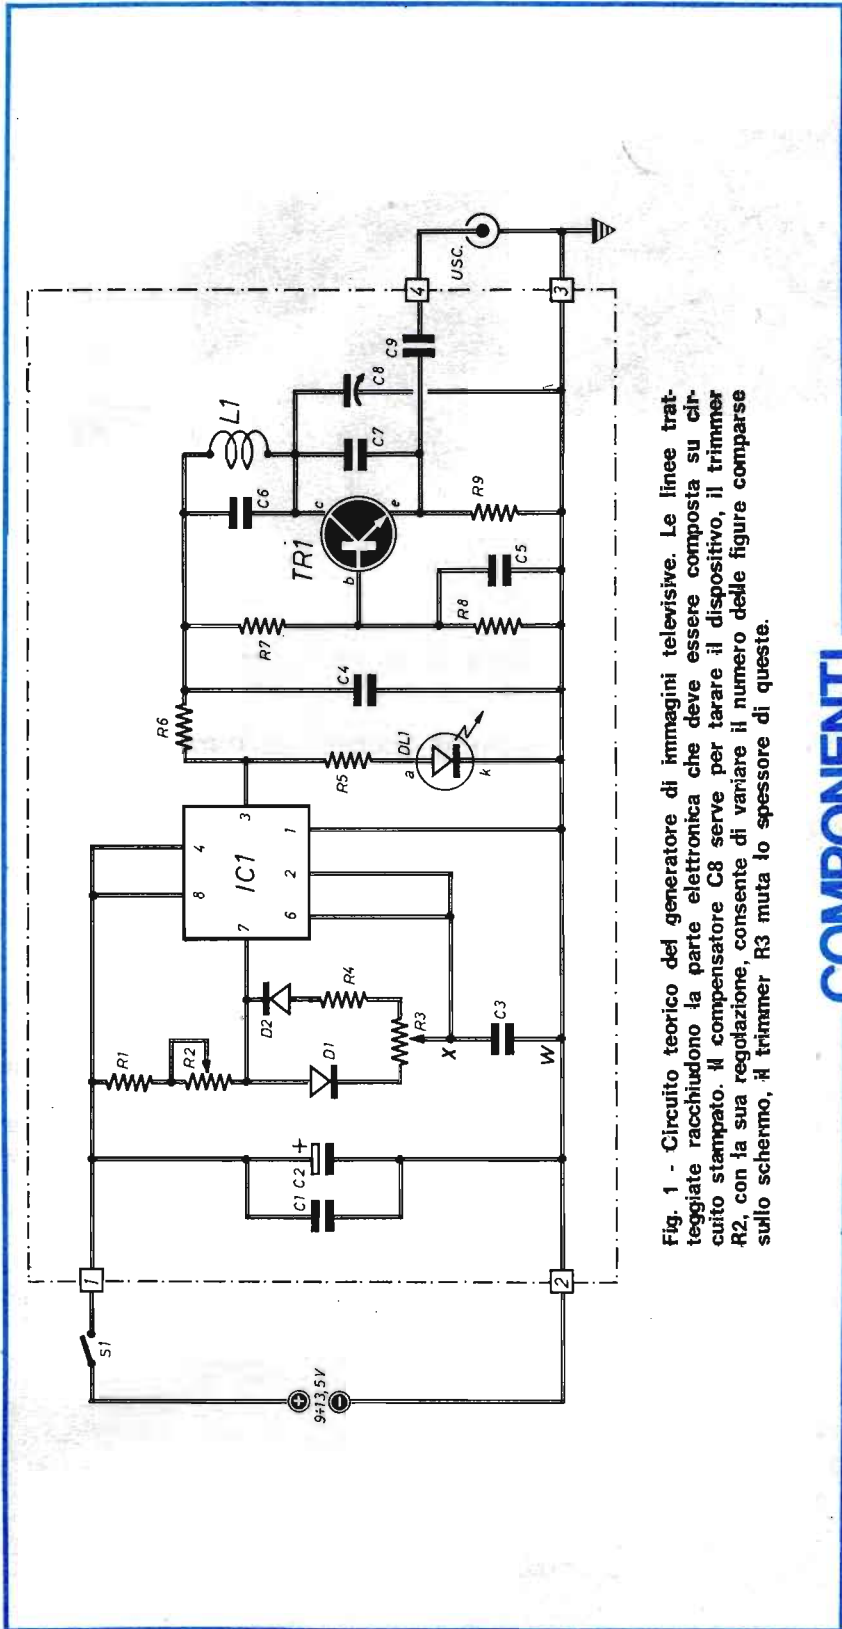 S1
9÷13,5V
1
2
C1
C2
+
R1
R2
D1
D2
R4
R3
X
C3
W
IC1
7
8
4
6
2
1
3
R6
R5
DL1
a
k
C4
R7
R8
C5
TR1
b
c
e
C6
L1
C7
C8
R9
C9
4
3
USC.
Fig. 1 - Circuito teorico del generatore di immagini televisive. Le linee trat-
teggiate racchiudono la parte elettronica che deve essere composta su cir-
cuito stampato. Il compensatore C8 serve per tarare il dispositivo, il trimmer
R2, con la sua regolazione, consente di variare il numero delle figure comparse
sullo schermo, il trimmer R3 muta lo spessore di queste.
COMPONENTI